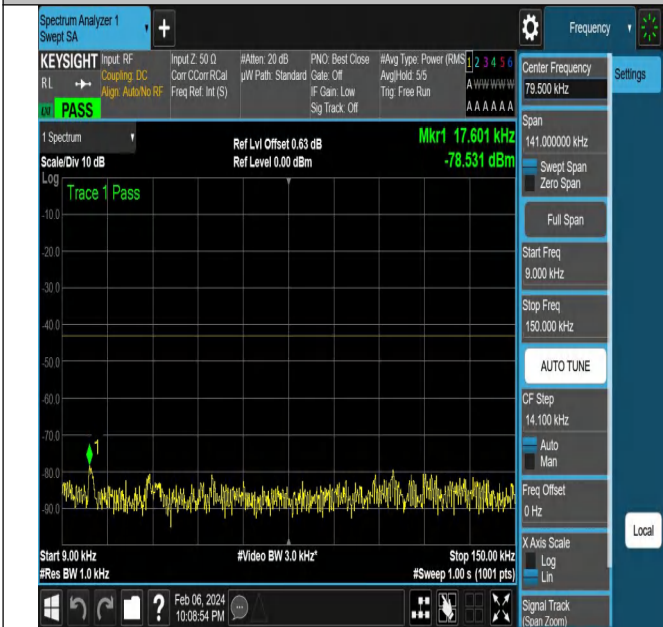 Spectrum Analyzer 1
Swept SA
+
Frequency
KEYSIGHT
RL
PASS
Input: RF
Coupling: DC
Align: Auto/No RF
Input Z: 50 Ω
Corr CCorr RCal
Freq Ref: Int (S)
#Atten: 20 dB
µW Path: Standard
PNO: Best Close
Gate: Off
IF Gain: Low
Sig Track: Off
#Avg Type: Power (RMS
Avg|Hold: 5/5
Trig: Free Run
1 2 3 4 5 6
A W W W W W
A A A A A A
1 Spectrum
Scale/Div 10 dB
Ref Lvl Offset 0.63 dB
Ref Level 0.00 dBm
Mkr1 17.601 kHz
-78.531 dBm
Log
Trace 1 Pass
-10.0
-20.0
-30.0
-40.0
-50.0
-60.0
-70.0
1
-80.0
-90.0
Start 9.00 kHz
#Res BW 1.0 kHz
#Video BW 3.0 kHz*
Stop 150.00 kHz
#Sweep 1.00 s (1001 pts)
?
Feb 06, 2024
10:08:54 PM
Center Frequency
79.500 kHz
Settings
Span
141.000000 kHz
Swept Span
Zero Span
Full Span
Start Freq
9.000 kHz
Stop Freq
150.000 kHz
AUTO TUNE
CF Step
14.100 kHz
Auto
Man
Freq Offset
0 Hz
X Axis Scale
Log
Lin
Local
Signal Track
(Span Zoom)